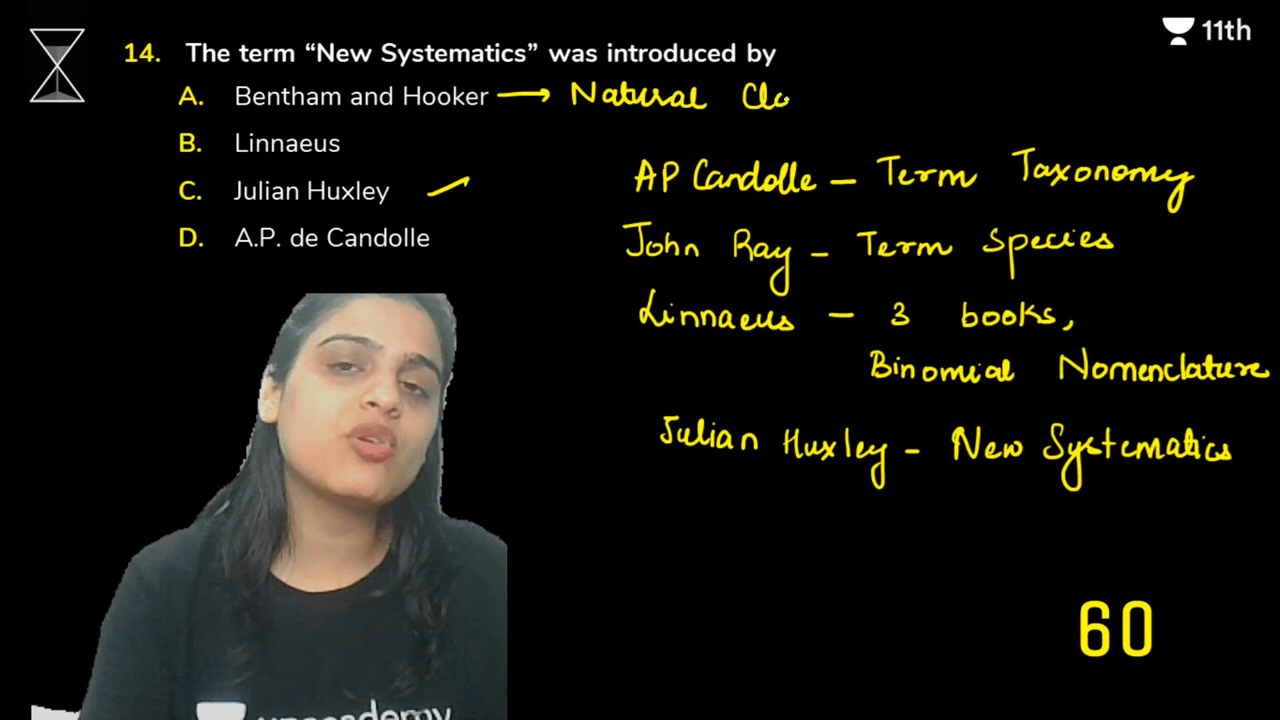 11th
14. The term “New Systematics” was introduced by
A. Bentham and Hooker → Natural Cla
B. Linnaeus
C. Julian Huxley
D. A.P. de Candolle
AP Candolle – Term Taxonomy
John Ray – Term Species
Linnaeus – 3 books,
Binomial Nomenclature
Julian Huxley – New Systematics
60
unacademy